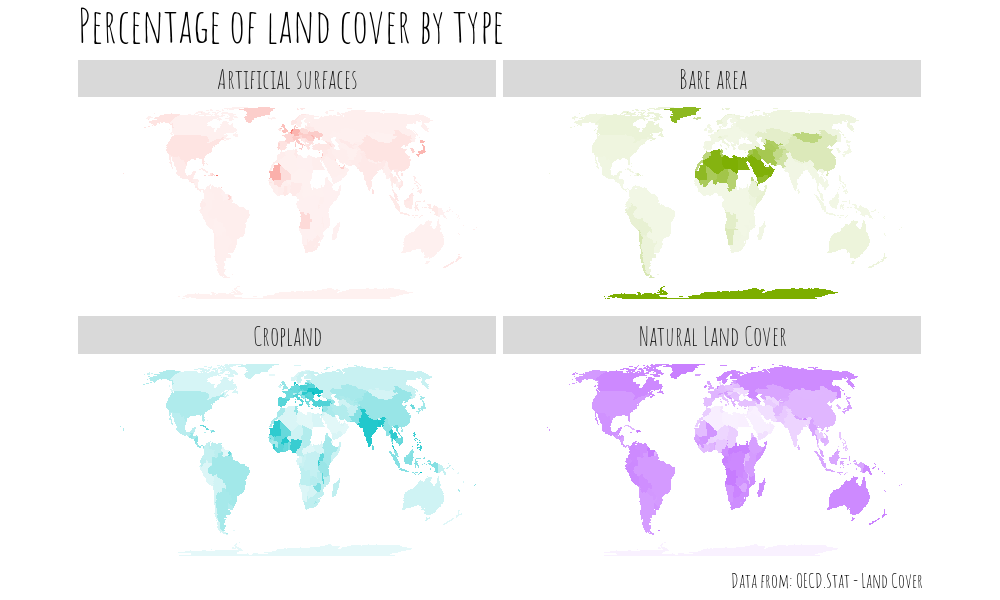 Percentage of land cover by type
Artificial surfaces
Bare area
Cropland
Natural Land Cover
Data from: OECD.Stat - Land Cover